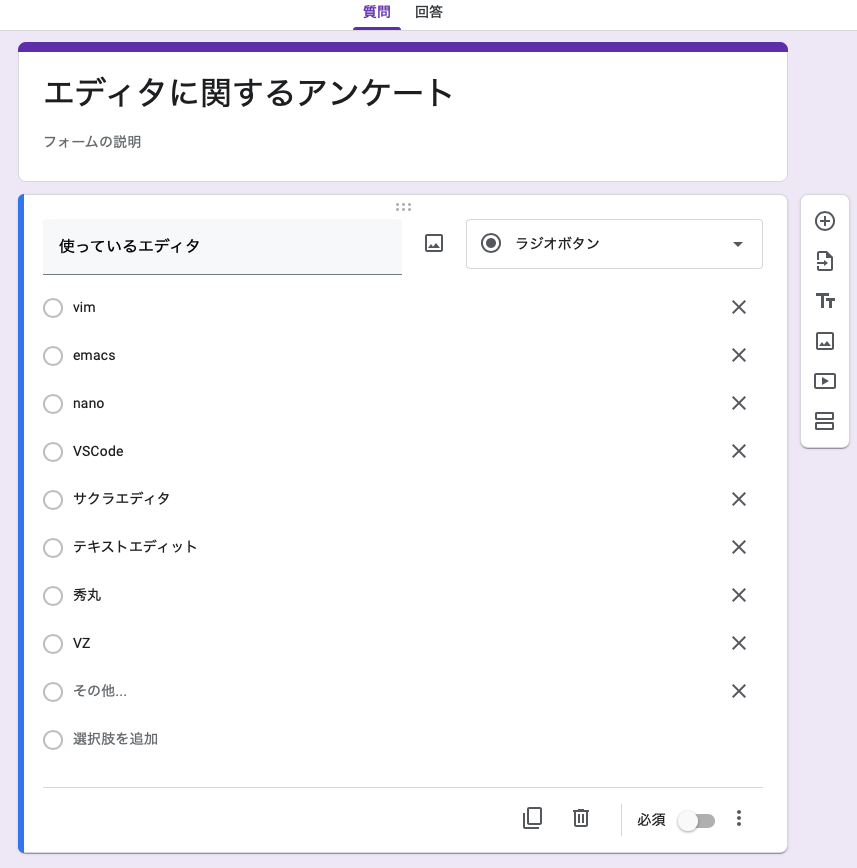 質問 回答
エディタに関するアンケート
フォームの説明
使っているエディタ ラジオボタン
vim
emacs
nano
VSCode
サクラエディタ
テキストエディット
秀丸
VZ
その他...
選択肢を追加
必須